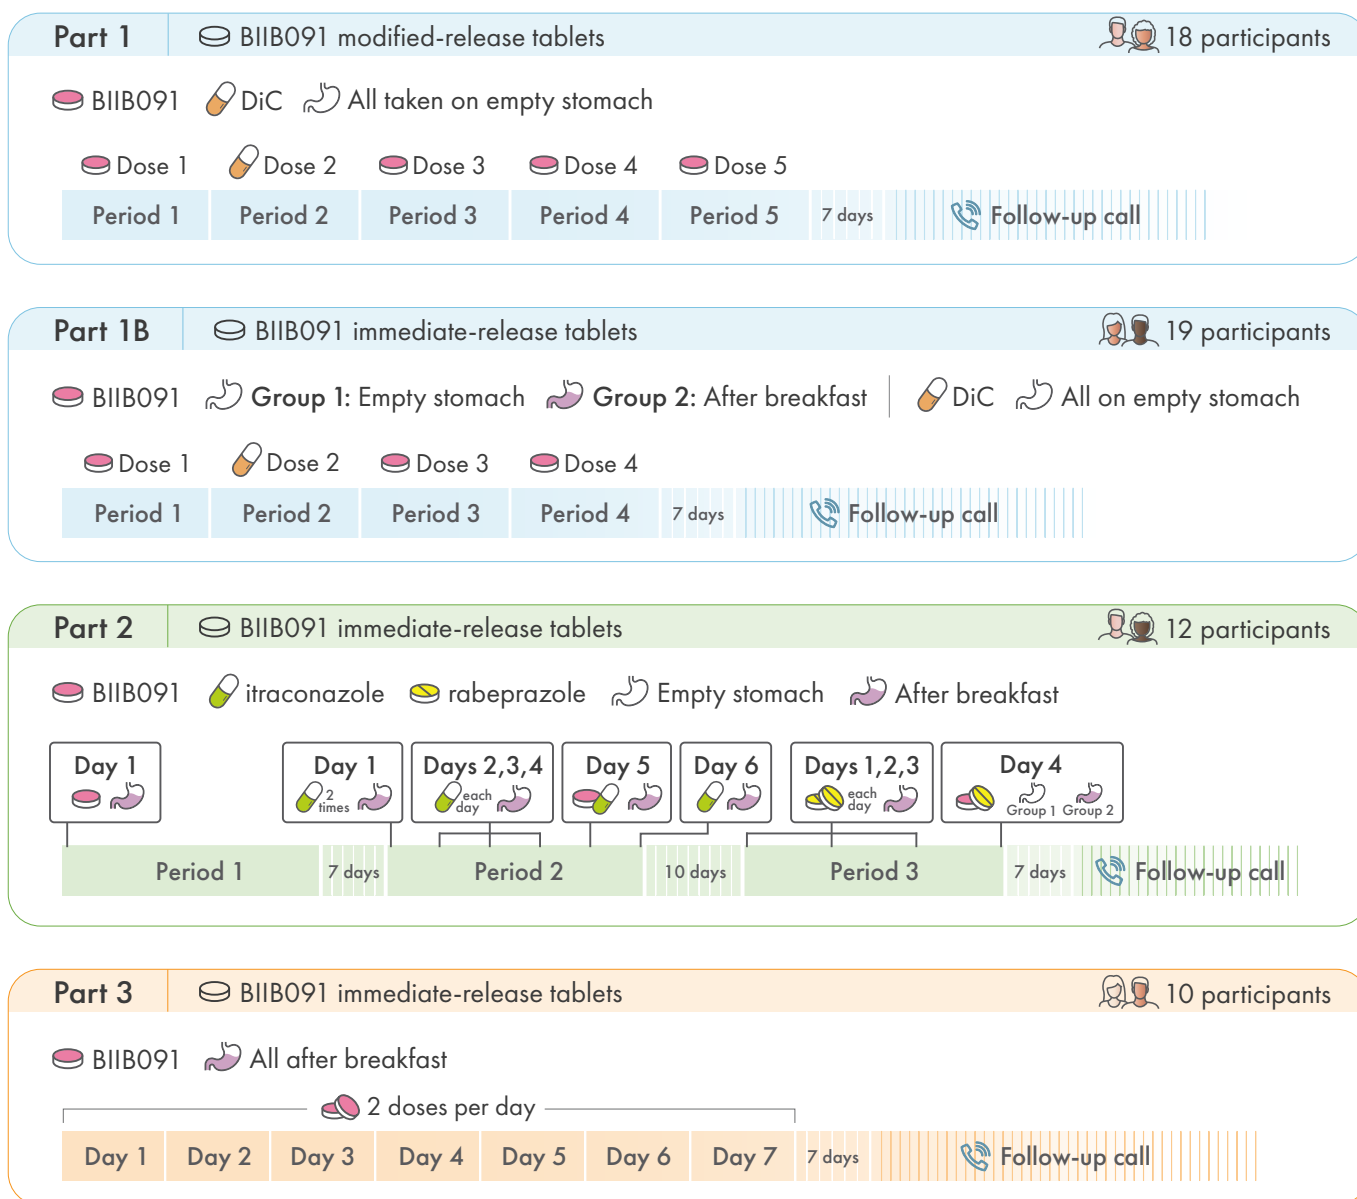 Part 1 BIIB091 modified-release tablets 18 participants
BIIB091 DiC All taken on empty stomach
Dose 1 Dose 2 Dose 3 Dose 4 Dose 5
Period 1 Period 2 Period 3 Period 4 Period 5 7 days Follow-up call
Part 1B BIIB091 immediate-release tablets 19 participants
BIIB091 Group 1: Empty stomach Group 2: After breakfast DiC All on empty stomach
Dose 1 Dose 2 Dose 3 Dose 4
Period 1 Period 2 Period 3 Period 4 7 days Follow-up call
Part 2 BIIB091 immediate-release tablets 12 participants
BIIB091 itraconazole rabeprazole Empty stomach After breakfast
Day 1 Day 1 Days 2,3,4 Day 5 Day 6 Days 1,2,3 Day 4
2 times each day each day Group 1 Group 2
Period 1 7 days Period 2 10 days Period 3 7 days Follow-up call
Part 3 BIIB091 immediate-release tablets 10 participants
BIIB091 All after breakfast
2 doses per day
Day 1 Day 2 Day 3 Day 4 Day 5 Day 6 Day 7 7 days Follow-up call